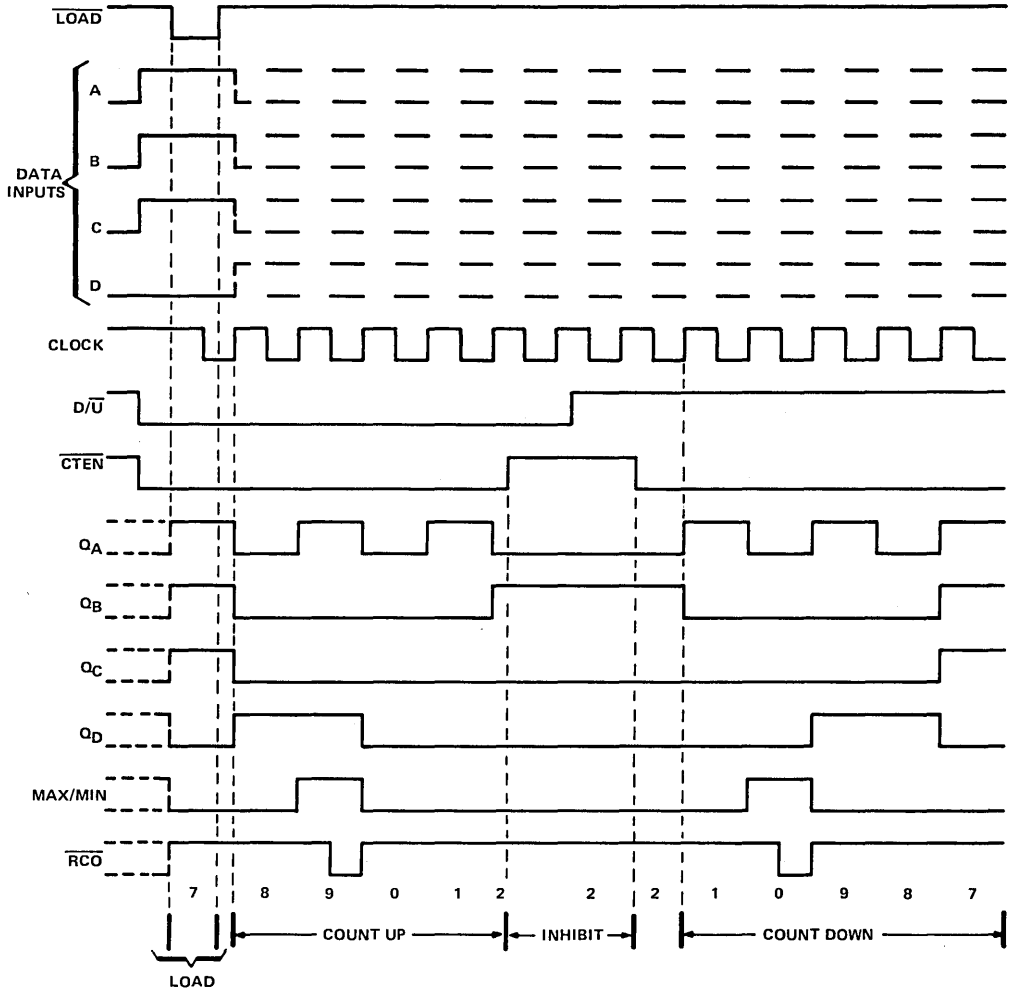 LOAD
A
B
DATA
INPUTS
C
D
CLOCK
D/U
CTEN
QA
QB
QC
QD
MAX/MIN
RCO
7 8 9 0 1 2 2 2 1 0 9 8 7
COUNT UP INHIBIT COUNT DOWN
LOAD